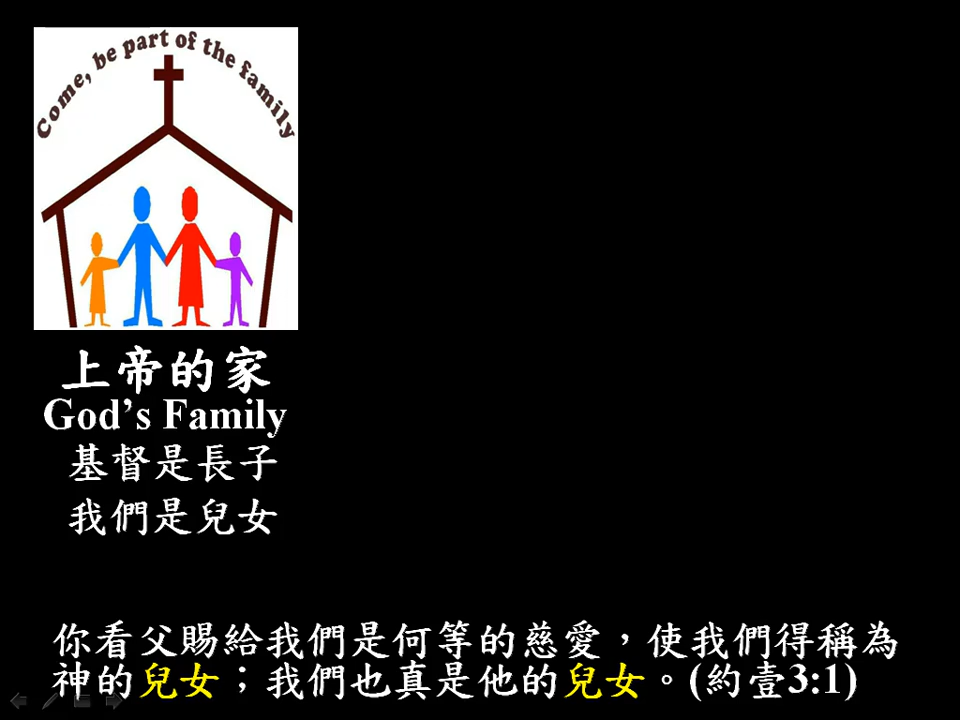 Come, be part of the family
上帝的家
God's Family
基督是長子
我們是兒女
你看父賜給我們是何等的慈愛，使我們得稱為
神的兒女；我們也真是他的兒女。(約壹3:1)